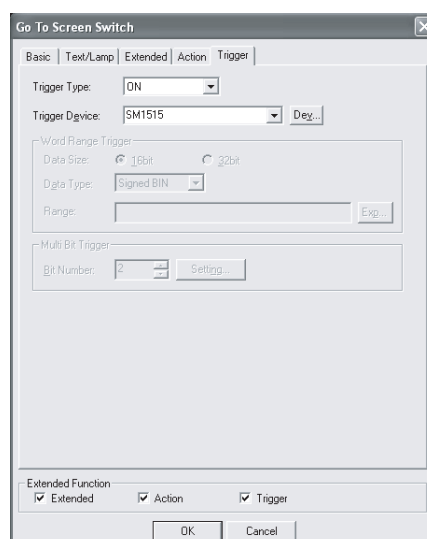 Go To Screen Switch
Basic Text/Lamp Extended Action Trigger
Trigger Type: ON
Trigger Device: SM1515 Dev...
Word Range Trigger
Data Size: 16bit 32bit
Data Type: Signed BIN
Range: Exp...
Multi Bit Trigger
Bit Number: 2 Setting...
Extended Function
Extended Action Trigger
OK Cancel